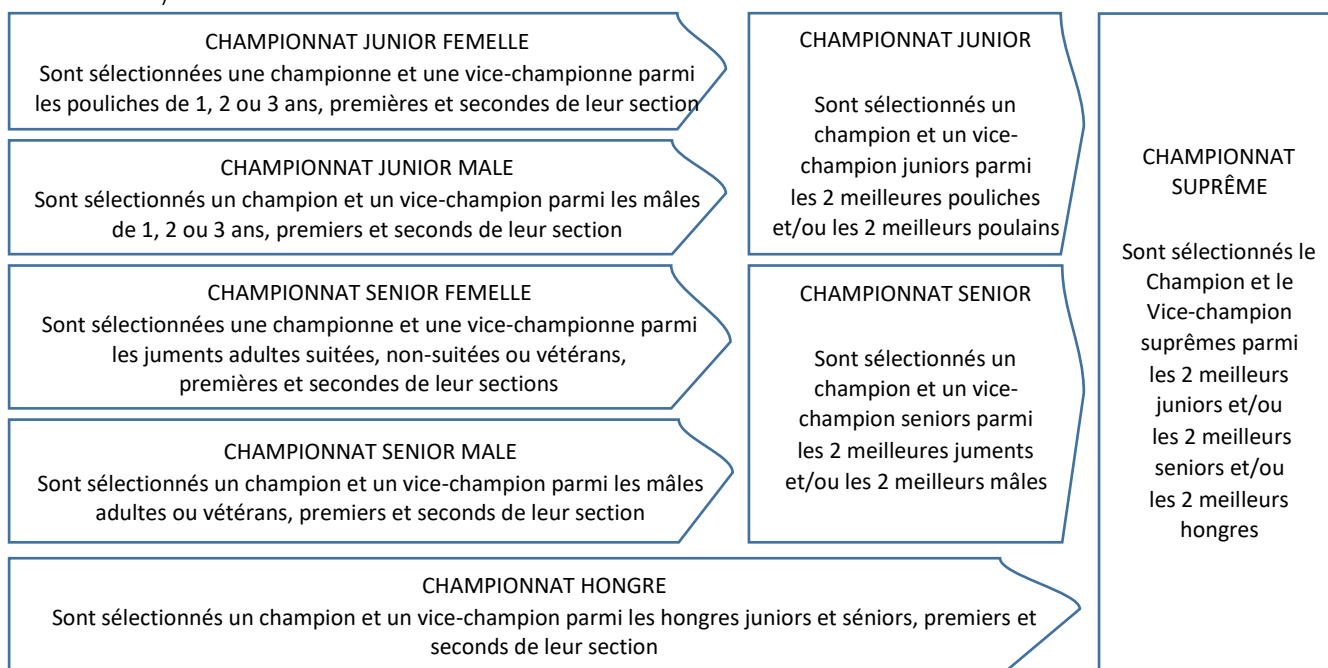 CHAMPIONNAT JUNIOR FEMELLE
Sont sélectionnées une championne et une vice-championne parmi
les pouliches de 1, 2 ou 3 ans, premières et secondes de leur section
CHAMPIONNAT JUNIOR MALE
Sont sélectionnés un champion et un vice-champion parmi les mâles
de 1, 2 ou 3 ans, premiers et seconds de leur section
CHAMPIONNAT SENIOR FEMELLE
Sont sélectionnées une championne et une vice-championne parmi
les juments adultes suitées, non-suitées ou vétérans,
premières et secondes de leur sections
CHAMPIONNAT SENIOR MALE
Sont sélectionnés un champion et un vice-champion parmi les mâles
adultes ou vétérans, premiers et seconds de leur section
CHAMPIONNAT HONGRE
Sont sélectionnés un champion et un vice-champion parmi les hongres juniors et séniors, premiers et
seconds de leur section
CHAMPIONNAT JUNIOR
Sont sélectionnés un
champion et un vice-
champion juniors parmi
les 2 meilleures pouliches
et/ou les 2 meilleurs poulains
CHAMPIONNAT SENIOR
Sont sélectionnés un
champion et un vice-
champion seniors parmi
les 2 meilleures juments
et/ou les 2 meilleurs mâles
CHAMPIONNAT
SUPRÊME
Sont sélectionnés le
Champion et le
Vice-champion
suprêmes parmi
les 2 meilleurs
juniors et/ou
les 2 meilleurs
seniors et/ou
les 2 meilleurs
hongres